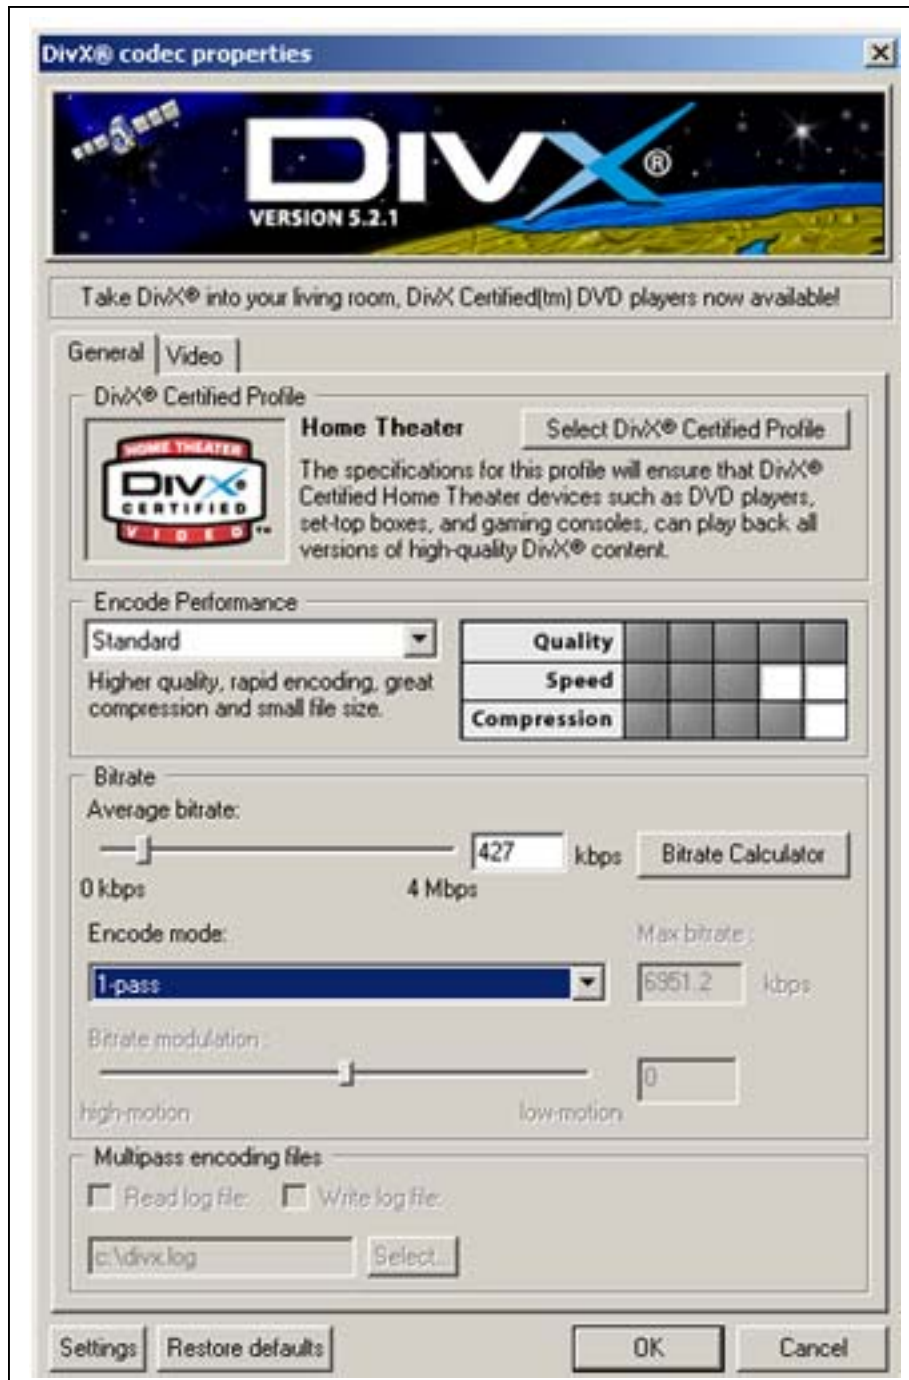 DivX® codec properties
DIVX®
VERSION 5.2.1
Take DivX® into your living room, DivX Certified(tm) DVD players now available!
General Video
DivX® Certified Profile
HOME THEATER
DIVX®
CERTIFIED
VIDEO™
Home Theater
Select DivX® Certified Profile
The specifications for this profile will ensure that DivX®
Certified Home Theater devices such as DVD players,
set-top boxes, and gaming consoles, can play back all
versions of high-quality DivX® content.
Encode Performance
Standard
Higher quality, rapid encoding, great
compression and small file size.
Quality
Speed
Compression
Bitrate
Average bitrate:
427 kbps Bitrate Calculator
0 kbps 4 Mbps
Encode mode: Max bitrate :
1-pass 6951.2 kbps
Bitrate modulation :
0
high-motion low-motion
Multipass encoding files
Read log file: Write log file:
c:\divx.log Select...
Settings Restore defaults OK Cancel